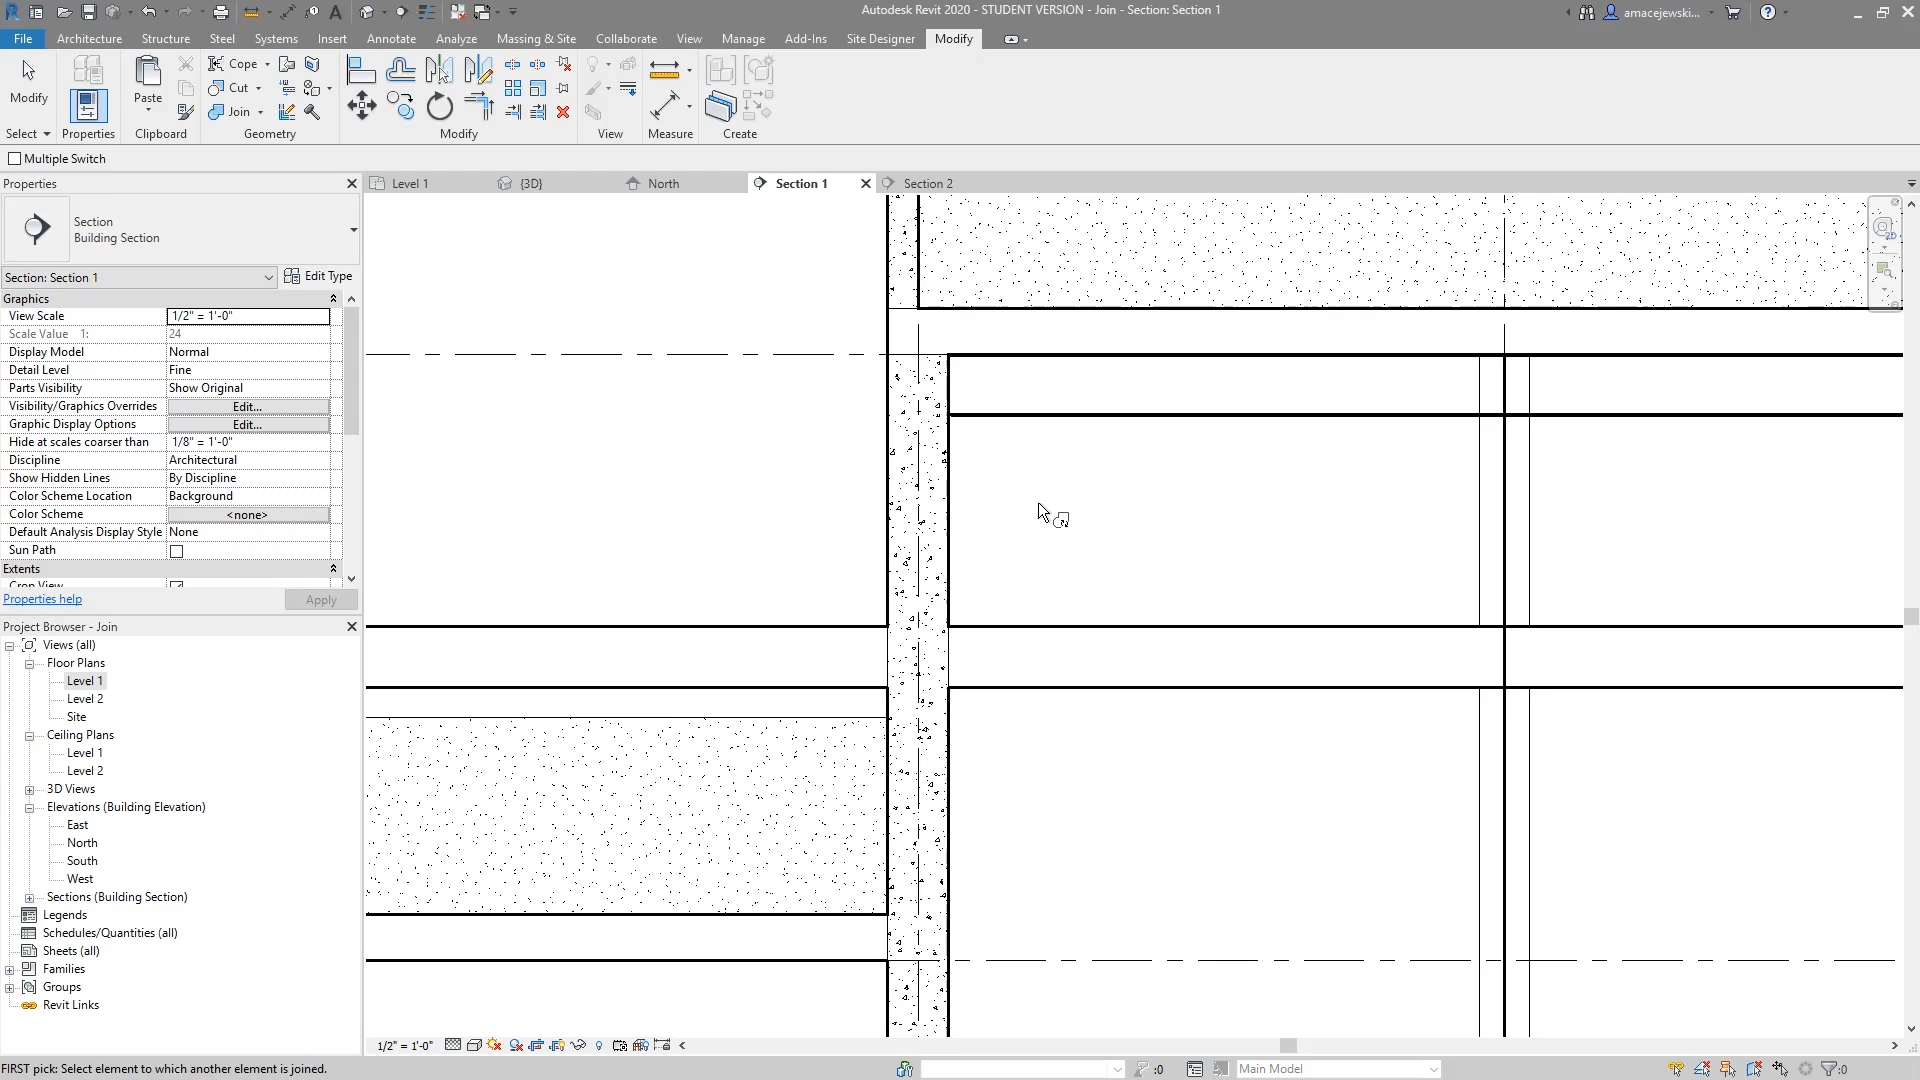 Autodesk Revit 2020 - STUDENT VERSION - Join - Section: Section 1
amacejewski...
File Architecture Structure Steel Systems Insert Annotate Analyze Massing & Site Collaborate View Manage Add-Ins Site Designer Modify
Modify
Paste
Cope
Cut
Join
Select Properties Clipboard Geometry Modify View Measure Create
Multiple Switch
Properties
Level 1 {3D} North Section 1 Section 2
Section
Building Section
Section: Section 1 Edit Type
Graphics
View Scale 1/2" = 1'-0"
Scale Value 1: 24
Display Model Normal
Detail Level Fine
Parts Visibility Show Original
Visibility/Graphics Overrides Edit...
Graphic Display Options Edit...
Hide at scales coarser than 1/8" = 1'-0"
Discipline Architectural
Show Hidden Lines By Discipline
Color Scheme Location Background
Color Scheme <none>
Default Analysis Display Style None
Sun Path
Extents
Crop View
Properties help Apply
Project Browser - Join
Views (all)
Floor Plans
Level 1
Level 2
Site
Ceiling Plans
Level 1
Level 2
3D Views
Elevations (Building Elevation)
East
North
South
West
Sections (Building Section)
Legends
Schedules/Quantities (all)
Sheets (all)
Families
Groups
Revit Links
1/2" = 1'-0"
FIRST pick: Select element to which another element is joined. :0 Main Model :0